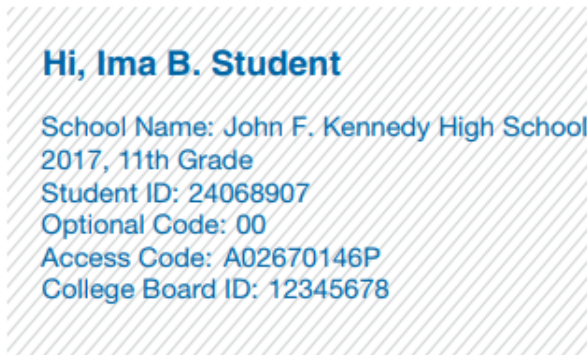 Hi, Ima B. Student
School Name: John F. Kennedy High School
2017, 11th Grade
Student ID: 24068907
Optional Code: 00
Access Code: A02670146P
College Board ID: 12345678